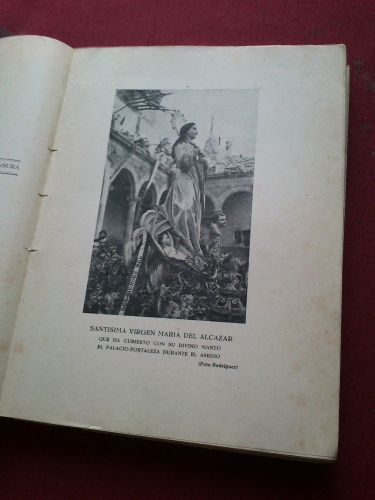 ASURA
SANTISIMA VIRGEN MARIA DEL ALCAZAR
QUE HA CUBIERTO CON SU DIVINO MANTO
EL PALACIO-FORTALEZA DURANTE EL ASEDIO
(Foto Rodríguez)